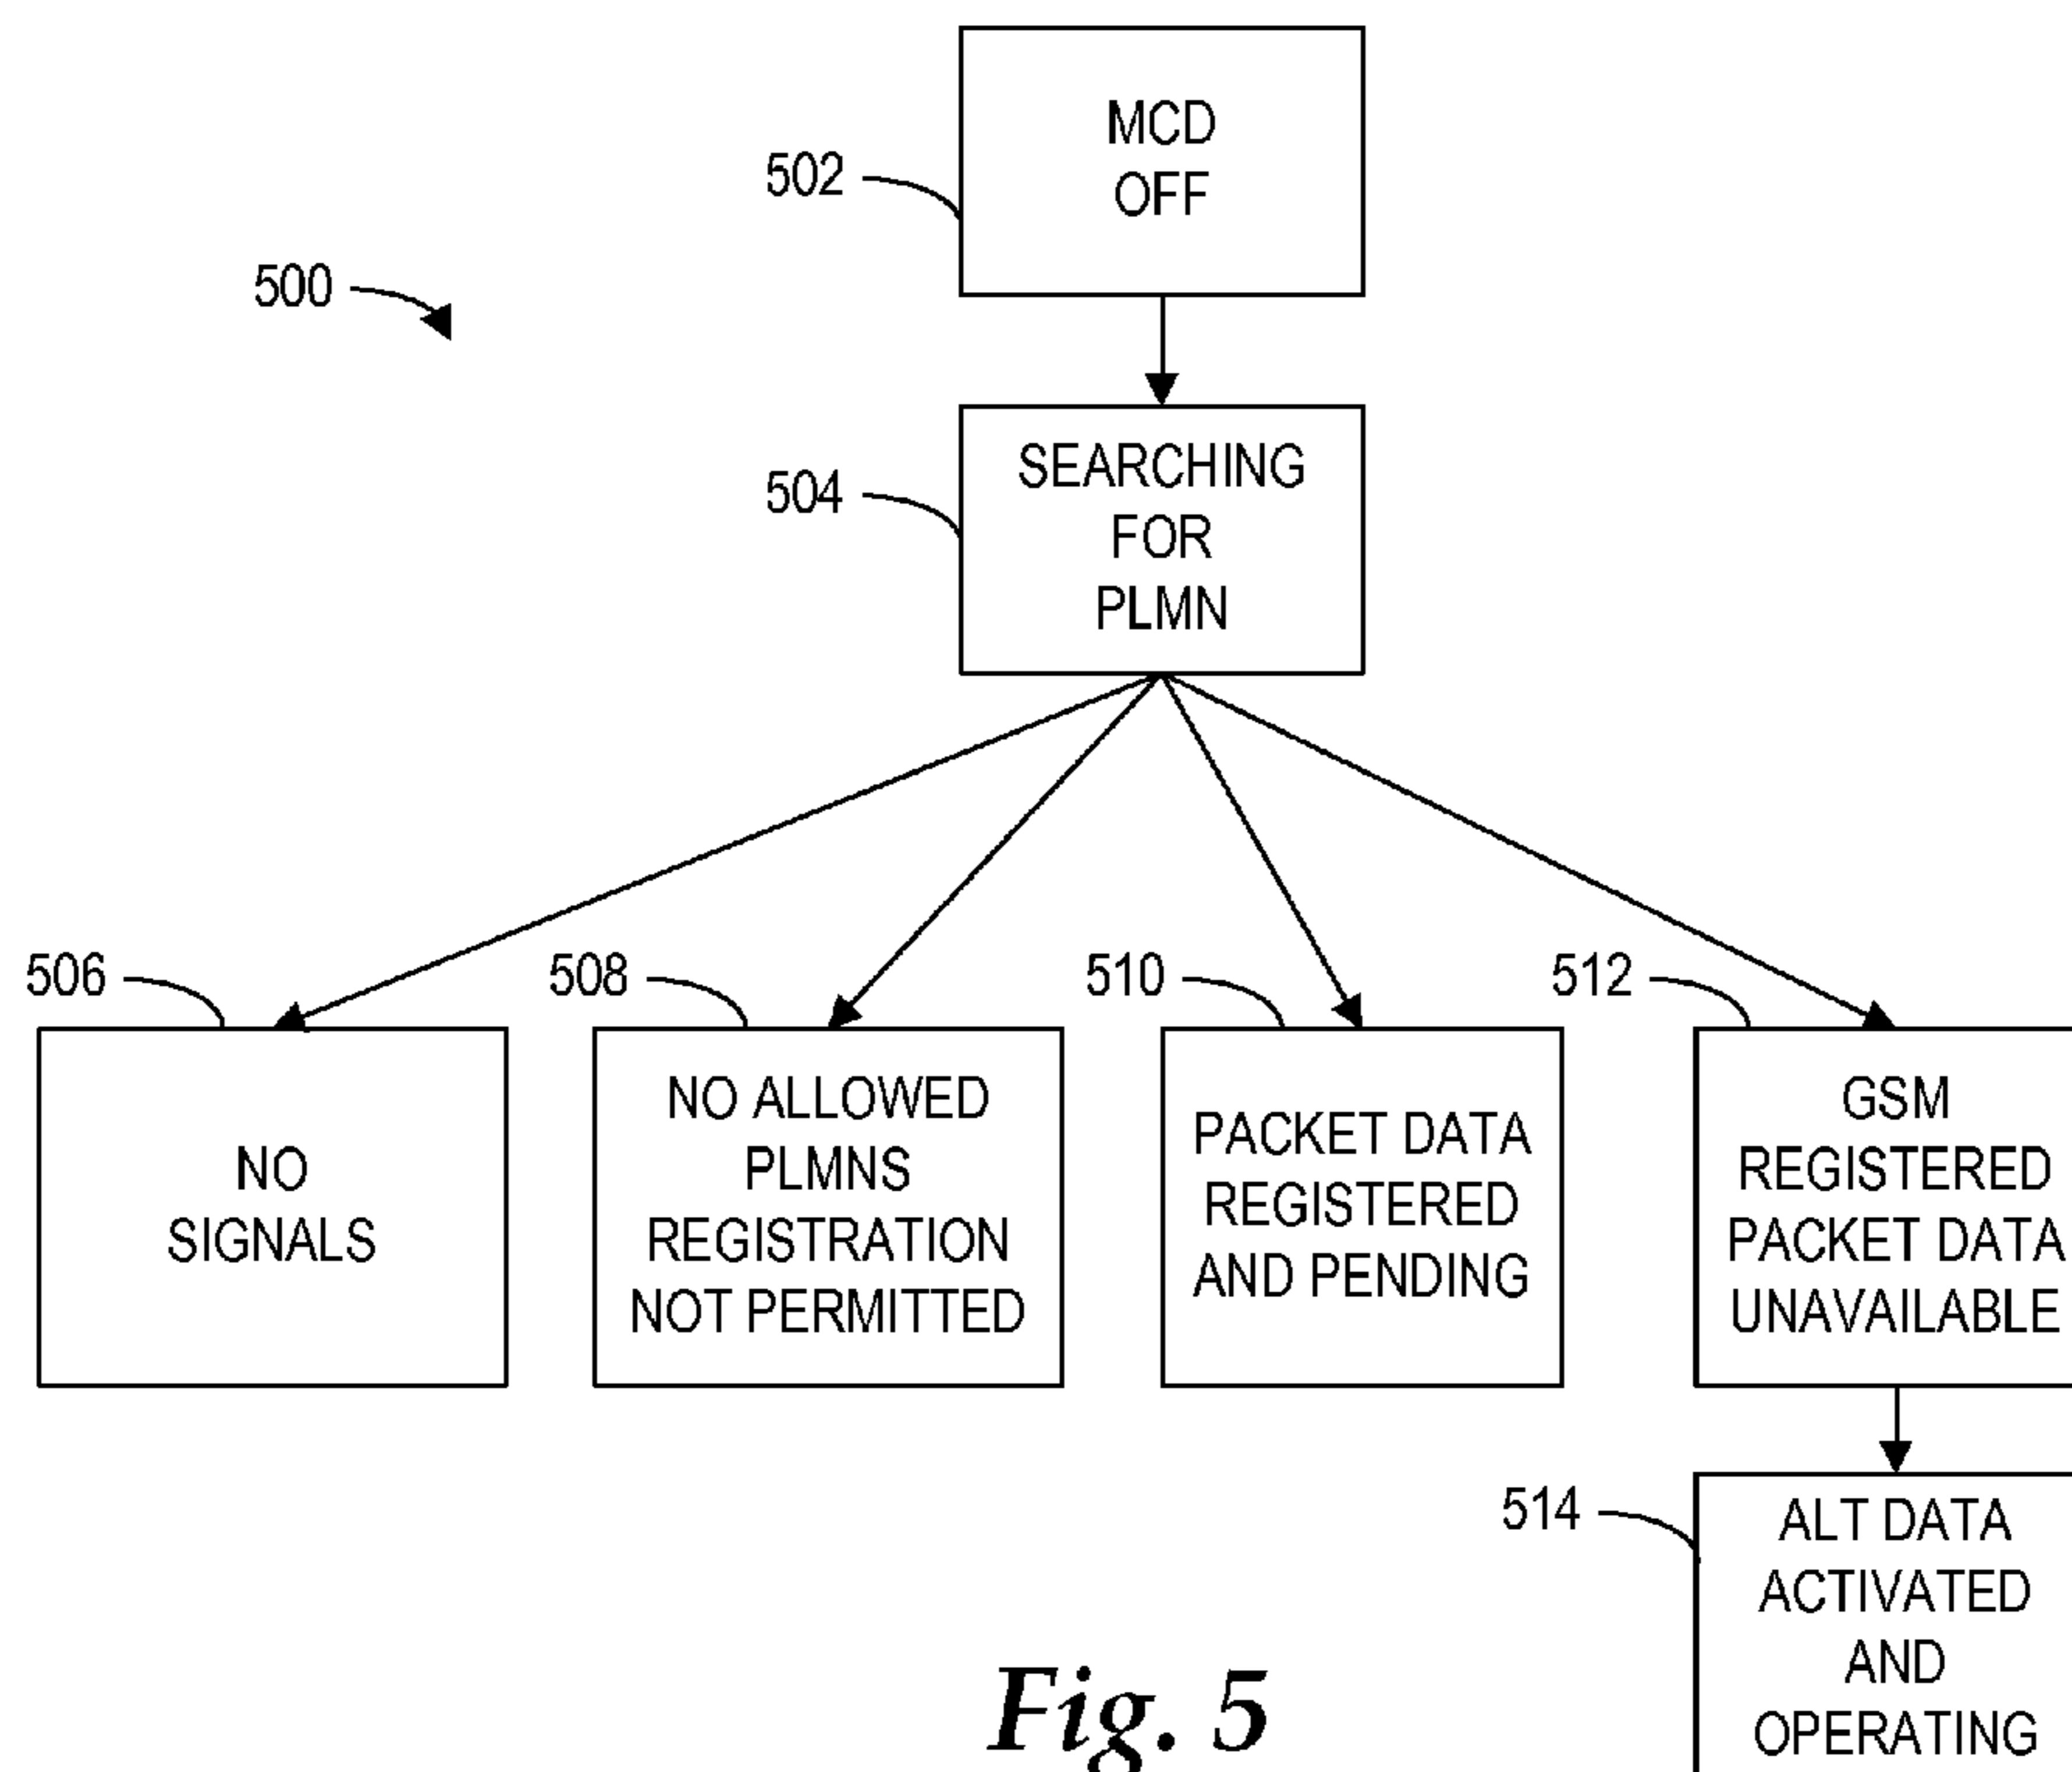 MCD
OFF
502
500
SEARCHING
FOR
PLMN
504
506
508
510
512
NO
SIGNALS
NO ALLOWED
PLMNS
REGISTRATION
NOT PERMITTED
PACKET DATA
REGISTERED
AND PENDING
GSM
REGISTERED
PACKET DATA
UNAVAILABLE
514
ALT DATA
ACTIVATED
AND
OPERATING
Fig. 5